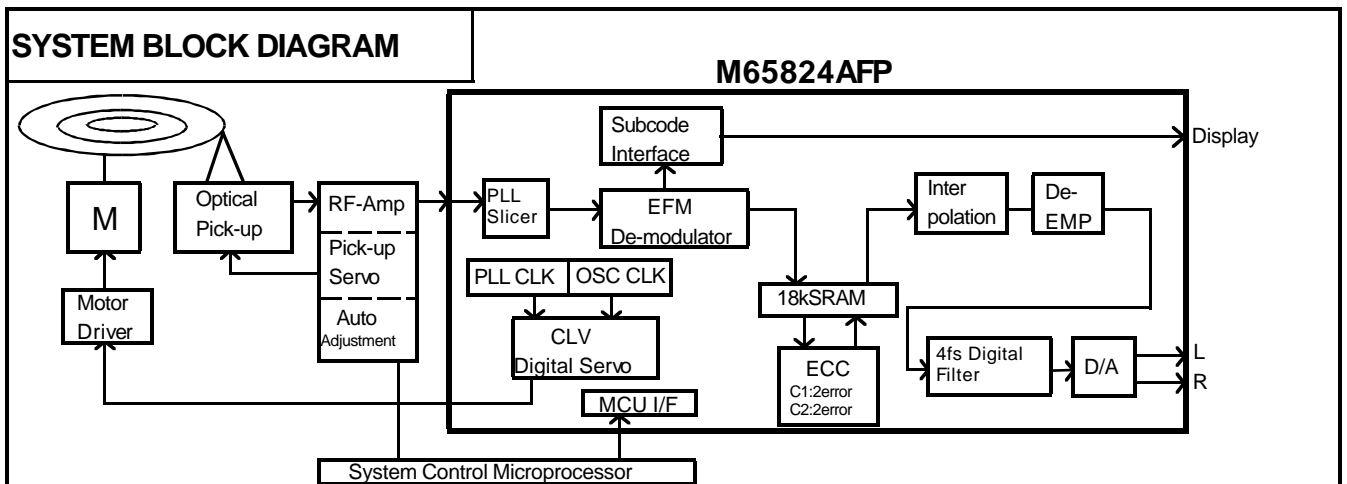 SYSTEM BLOCK DIAGRAM
M65824AFP
Subcode
Interface
Display
M
Optical
Pick-up
RF-Amp
Pick-up
Servo
Auto
Adjustment
PLL
Slicer
EFM
De-modulator
Inter
polation
De-
EMP
PLL CLK
OSC CLK
18kSRAM
Motor
Driver
CLV
Digital Servo
ECC
C1:2error
C2:2error
4fs Digital
Filter
D/A
L
R
MCU I/F
System Control Microprocessor